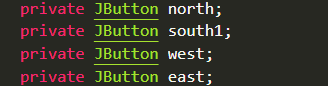 private JButton north;
private JButton south1;
private JButton west;
private JButton east;